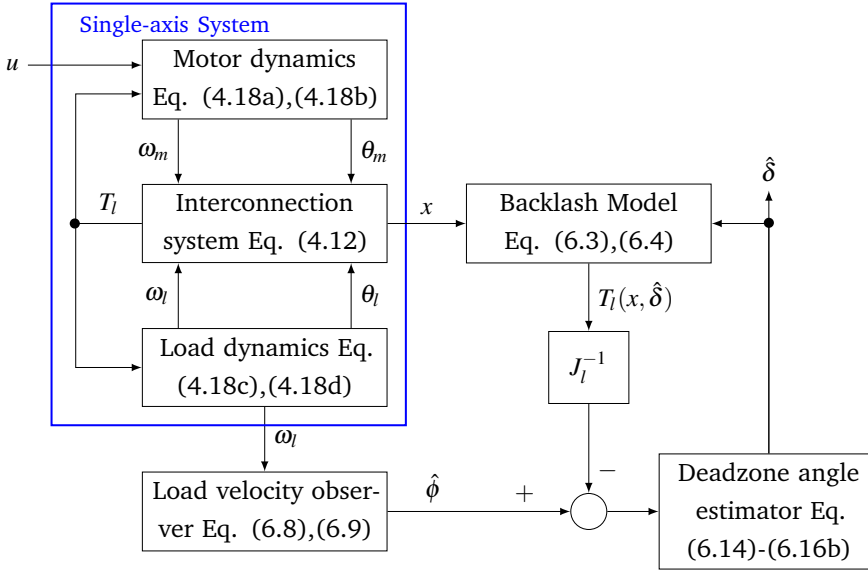 Single-axis System
u
Motor dynamics
Eq. (4.18a),(4.18b)
ω_m
θ_m
T_l
Interconnection
system Eq. (4.12)
x
Backlash Model
Eq. (6.3),(6.4)
δ̂
ω_l
θ_l
T_l(x, δ̂)
Load dynamics Eq.
(4.18c),(4.18d)
J_l^{-1}
ω_l
Load velocity obser-
ver Eq. (6.8),(6.9)
ϕ̂
+
−
Deadzone angle
estimator Eq.
(6.14)-(6.16b)